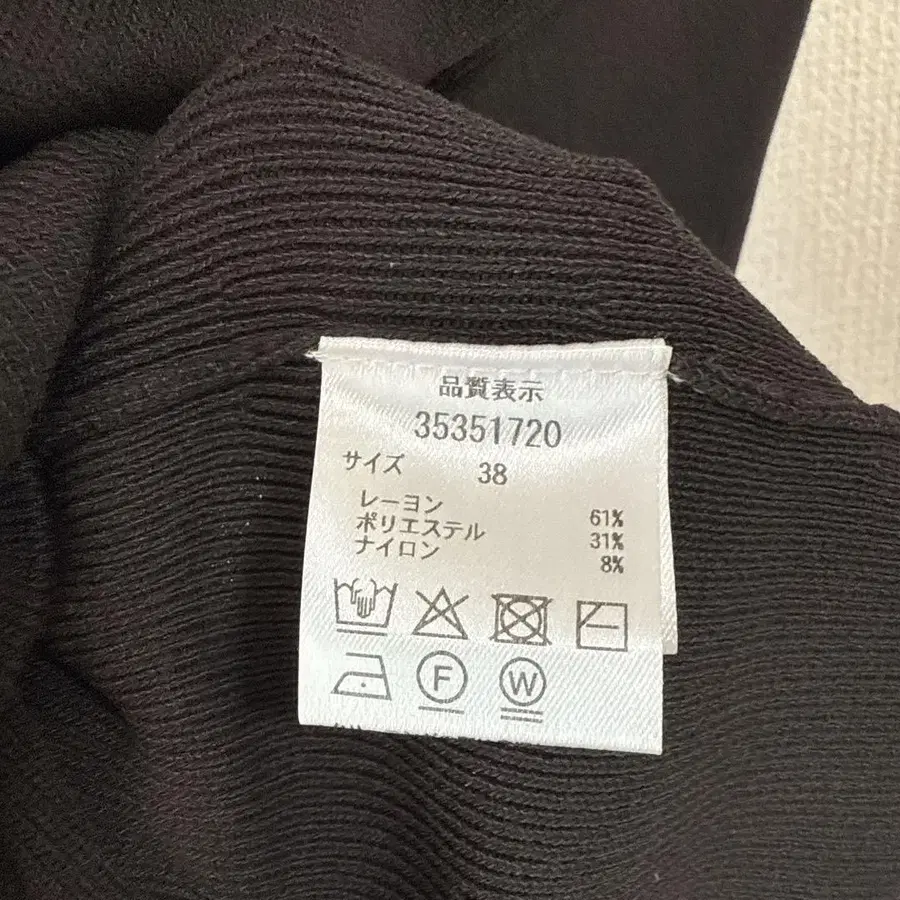 品質表示
35351720
サイズ 38
レーヨン 61%
ポリエステル 31%
ナイロン 8%
F W